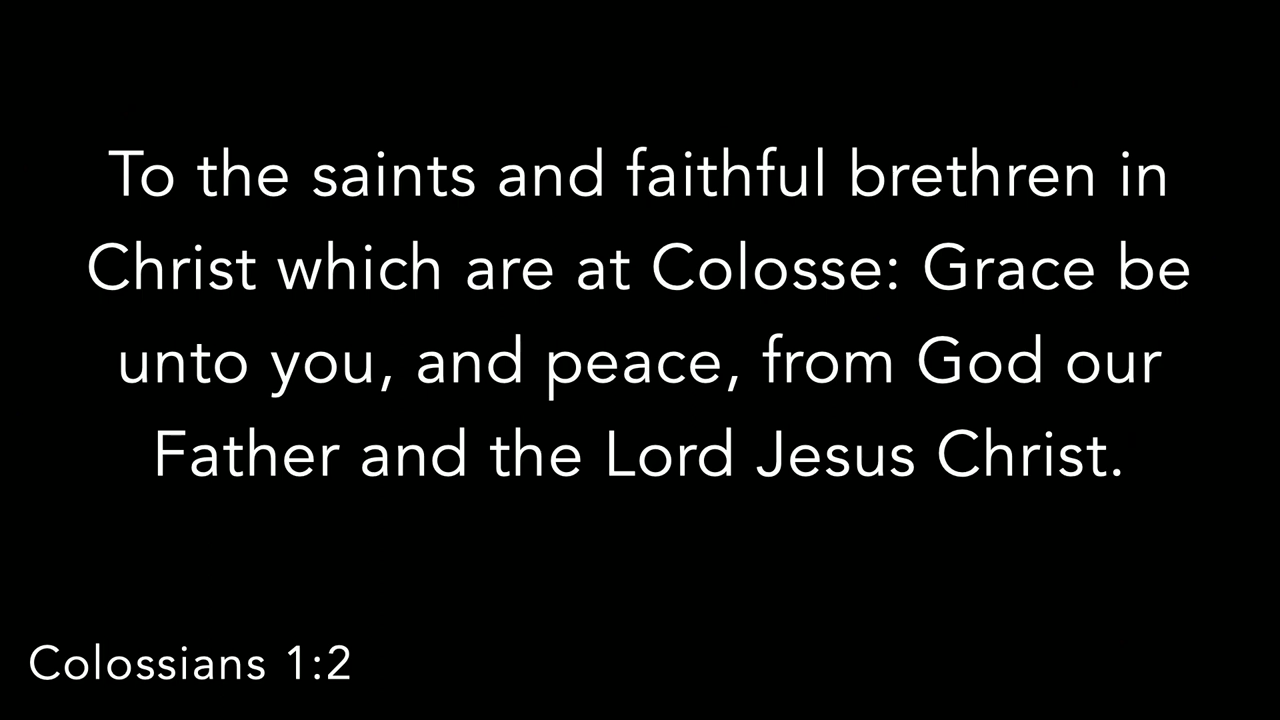 To the saints and faithful brethren in
Christ which are at Colosse: Grace be
unto you, and peace, from God our
Father and the Lord Jesus Christ.
Colossians 1:2